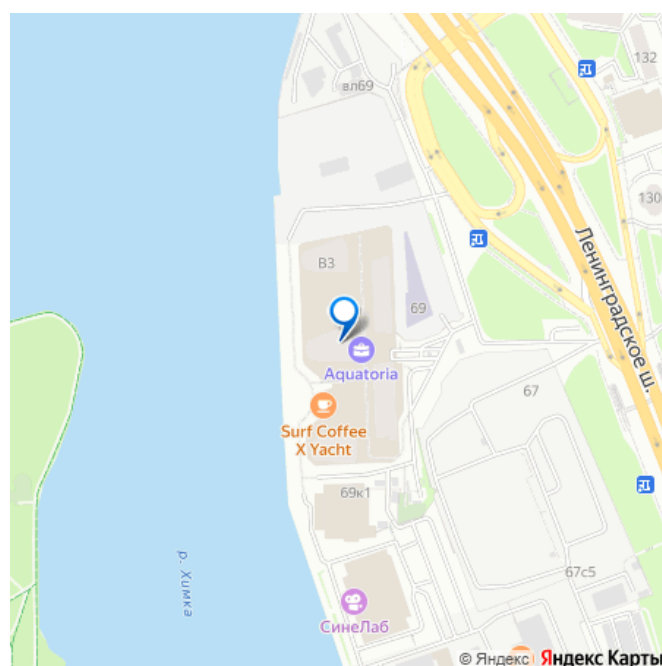 132
вл69
130
В3
69
Ленинградское ш.
Aquatoria
67
Surf Coffee
X Yacht
69к1
67с5
р. Химка
СинеЛаб
© Яндекс Яндекс Карты